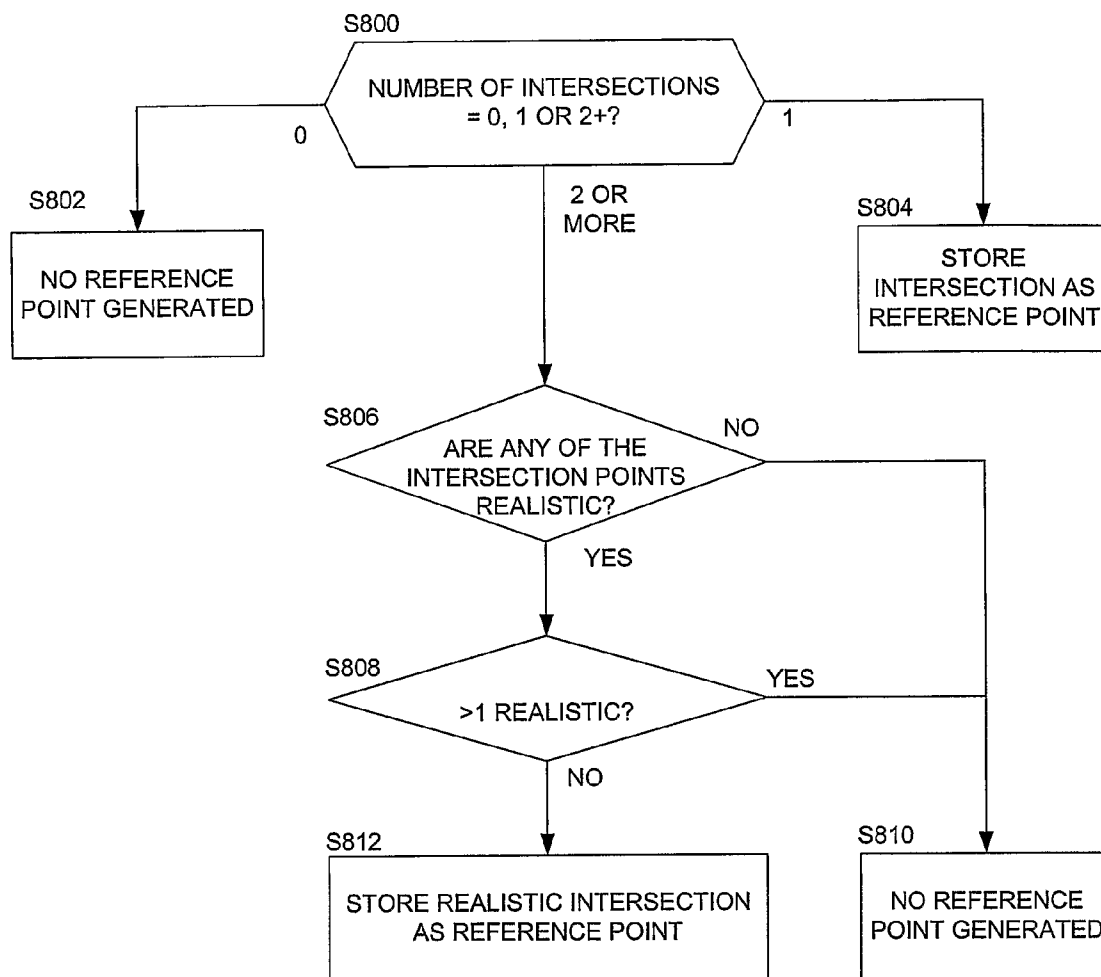 S800
NUMBER OF INTERSECTIONS
= 0, 1 OR 2+?
0
1
S802
NO REFERENCE
POINT GENERATED
2 OR
MORE
S804
STORE
INTERSECTION AS
REFERENCE POINT
S806
ARE ANY OF THE
INTERSECTION POINTS
REALISTIC?
NO
YES
S808
>1 REALISTIC?
YES
NO
S812
STORE REALISTIC INTERSECTION
AS REFERENCE POINT
S810
NO REFERENCE
POINT GENERATED